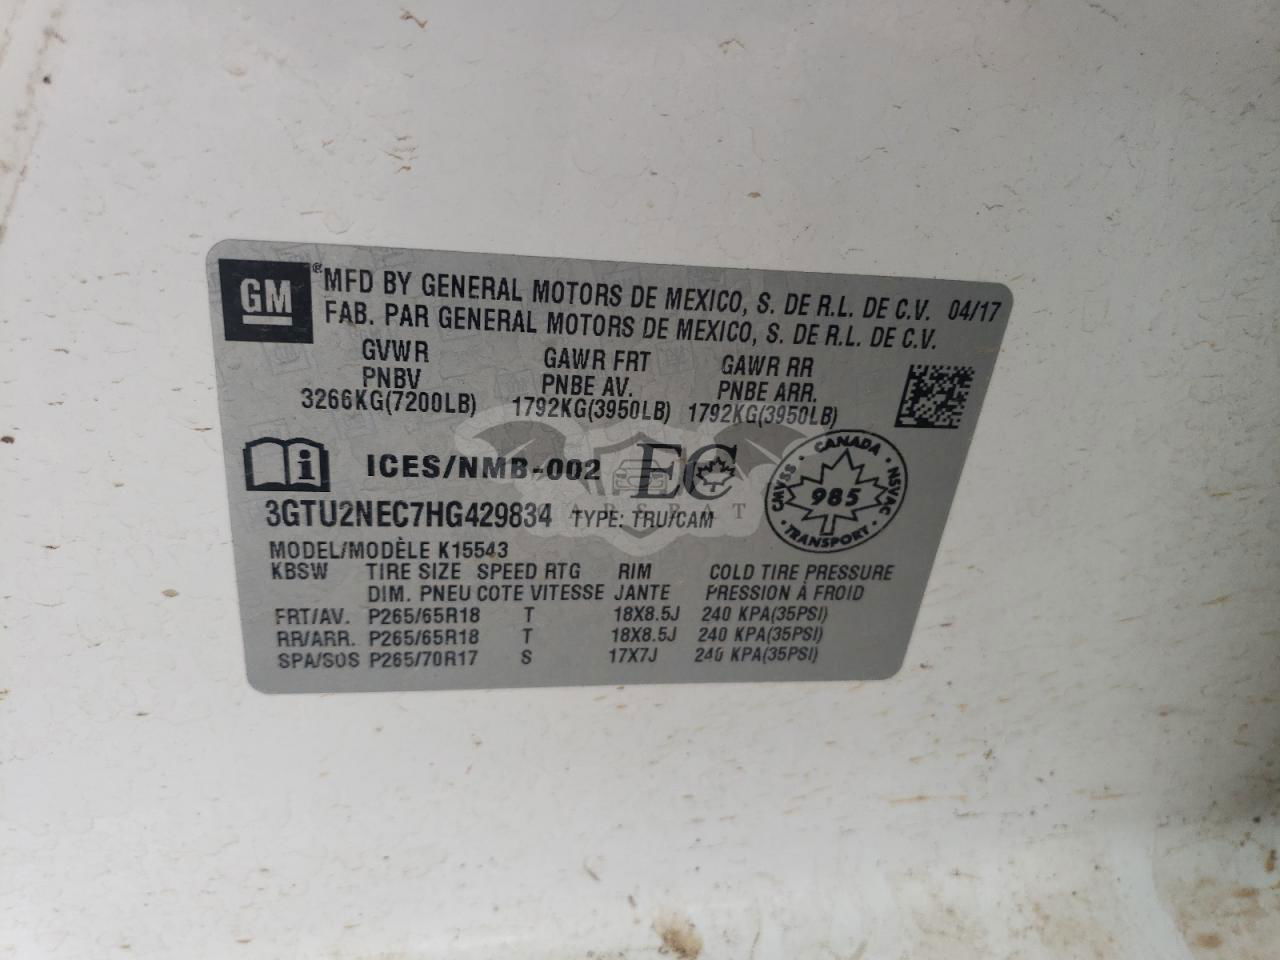 GM
® MFD BY GENERAL MOTORS DE MEXICO, S. DE R.L. DE C.V. 04/17
FAB. PAR GENERAL MOTORS DE MEXICO, S. DE R.L. DE C.V.
GVWR GAWR FRT GAWR RR
PNBV PNBE AV. PNBE ARR.
3266KG(7200LB) 1792KG(3950LB) 1792KG(3950LB)
i ICES/NMB-002 EC
CANADA
CMVSS 985 NSVAC
TRANSPORT
3GTU2NEC7HG429834 TYPE: TRU/CAM
CARSBAT
MODEL/MODÈLE K15543
KBSW TIRE SIZE SPEED RTG RIM COLD TIRE PRESSURE
DIM. PNEU COTE VITESSE JANTE PRESSION À FROID
FRT/AV. P265/65R18 T 18X8.5J 240 KPA(35PSI)
RR/ARR. P265/65R18 T 18X8.5J 240 KPA(35PSI)
SPA/SOS P265/70R17 S 17X7J 240 KPA(35PSI)